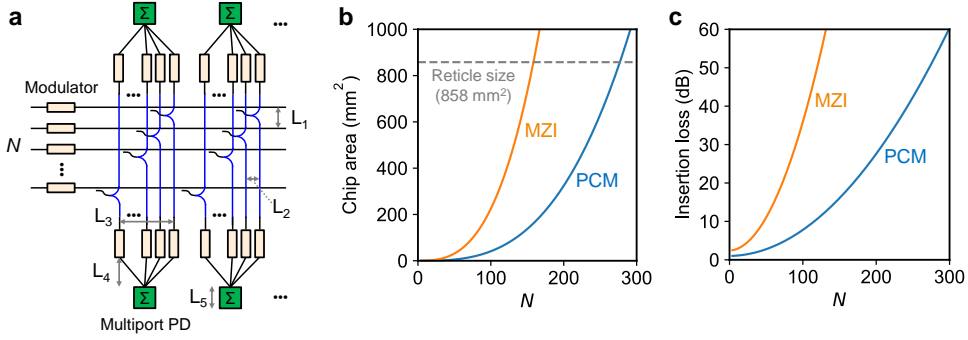 a
Σ
Σ
...
Modulator
...
...
L₁
N
L₂
L₃
...
...
L₄
L₅
Σ
Σ
...
Multiport PD
b
Chip area (mm²)
1000
800
600
400
200
0
Reticle size
(858 mm²)
MZI
PCM
0
100
200
300
N
c
Insertion loss (dB)
60
50
40
30
20
10
0
MZI
PCM
0
100
200
300
N